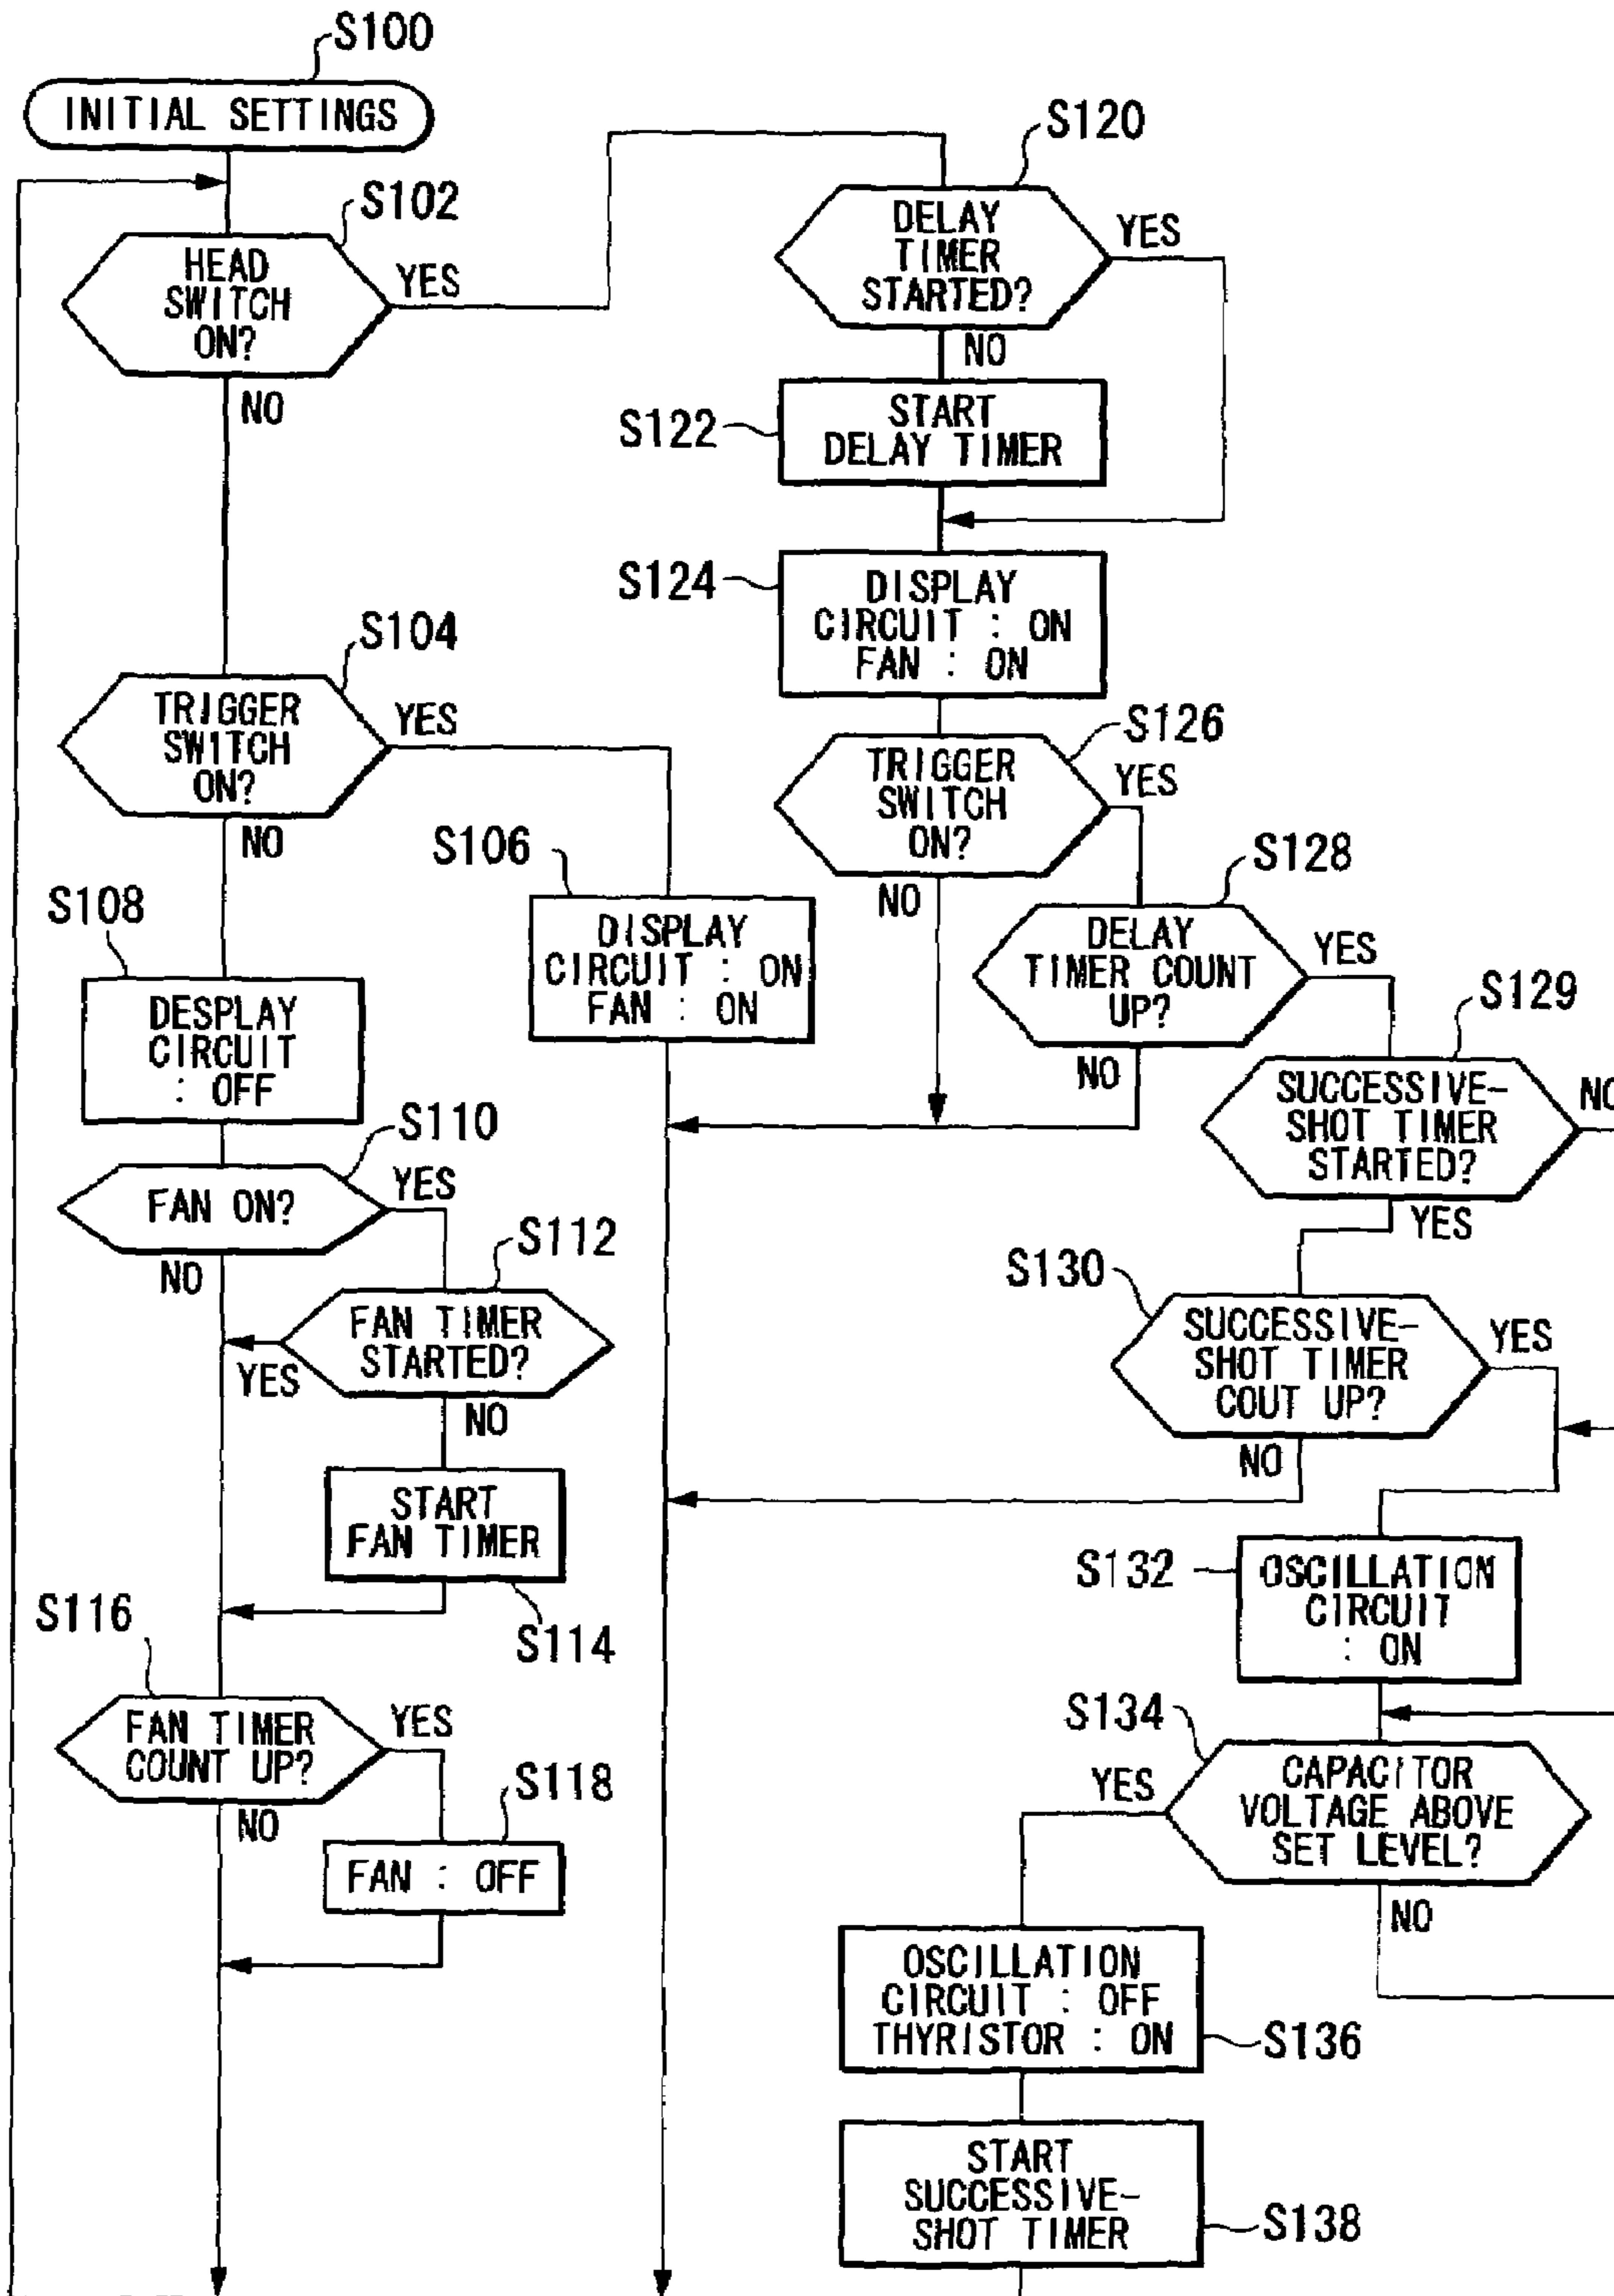 S100
INITIAL SETTINGS
S102
HEAD
SWITCH
ON?
YES
NO
S104
TRIGGER
SWITCH
ON?
YES
NO
S106
DISPLAY
CIRCUIT : ON
FAN : ON
S108
DESPLAY
CIRCUIT
: OFF
S110
FAN ON?
YES
NO
S112
FAN TIMER
STARTED?
YES
NO
START
FAN TIMER
S114
S116
FAN TIMER
COUNT UP?
YES
NO
S118
FAN : OFF
S120
DELAY
TIMER
STARTED?
YES
NO
S122
START
DELAY TIMER
S124
DISPLAY
CIRCUIT : ON
FAN : ON
S126
TRIGGER
SWITCH
ON?
YES
NO
S128
DELAY
TIMER COUNT
UP?
YES
NO
S129
SUCCESSIVE-
SHOT TIMER
STARTED?
NO
YES
S130
SUCCESSIVE-
SHOT TIMER
COUT UP?
YES
NO
S132
OSCILLATION
CIRCUIT
: ON
S134
CAPACITOR
VOLTAGE ABOVE
SET LEVEL?
YES
NO
OSCILLATION
CIRCUIT : OFF
THYRISTOR : ON
S136
START
SUCCESSIVE-
SHOT TIMER
S138